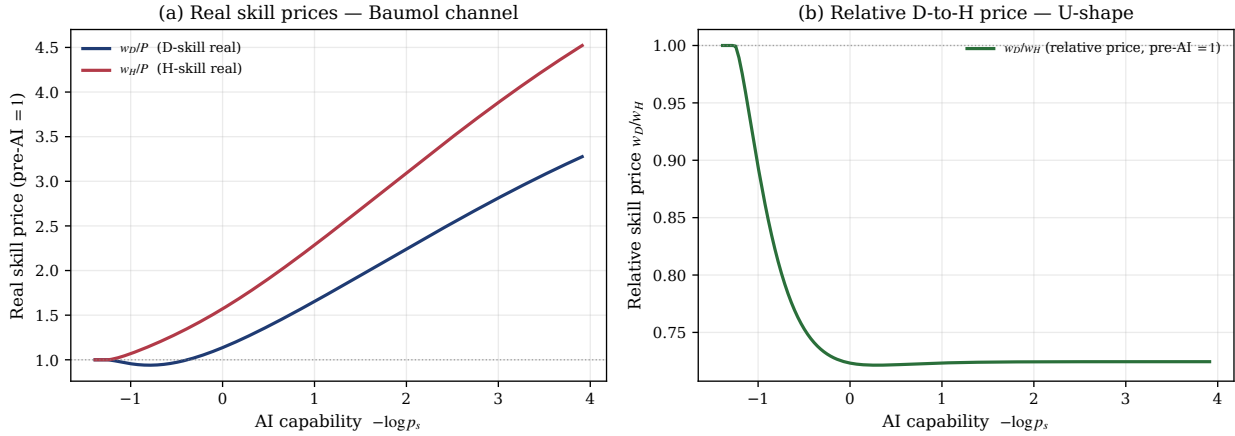 (a) Real skill prices — Baumol channel
Real skill price (pre-AI = 1)
4.5
4.0
3.5
3.0
2.5
2.0
1.5
1.0
w_D/P (D-skill real)
w_H/P (H-skill real)
−1 0 1 2 3 4
AI capability −log p_s
(b) Relative D-to-H price — U-shape
Relative skill price w_D/w_H
1.00
0.95
0.90
0.85
0.80
0.75
w_D/w_H (relative price, pre-AI = 1)
−1 0 1 2 3 4
AI capability −log p_s